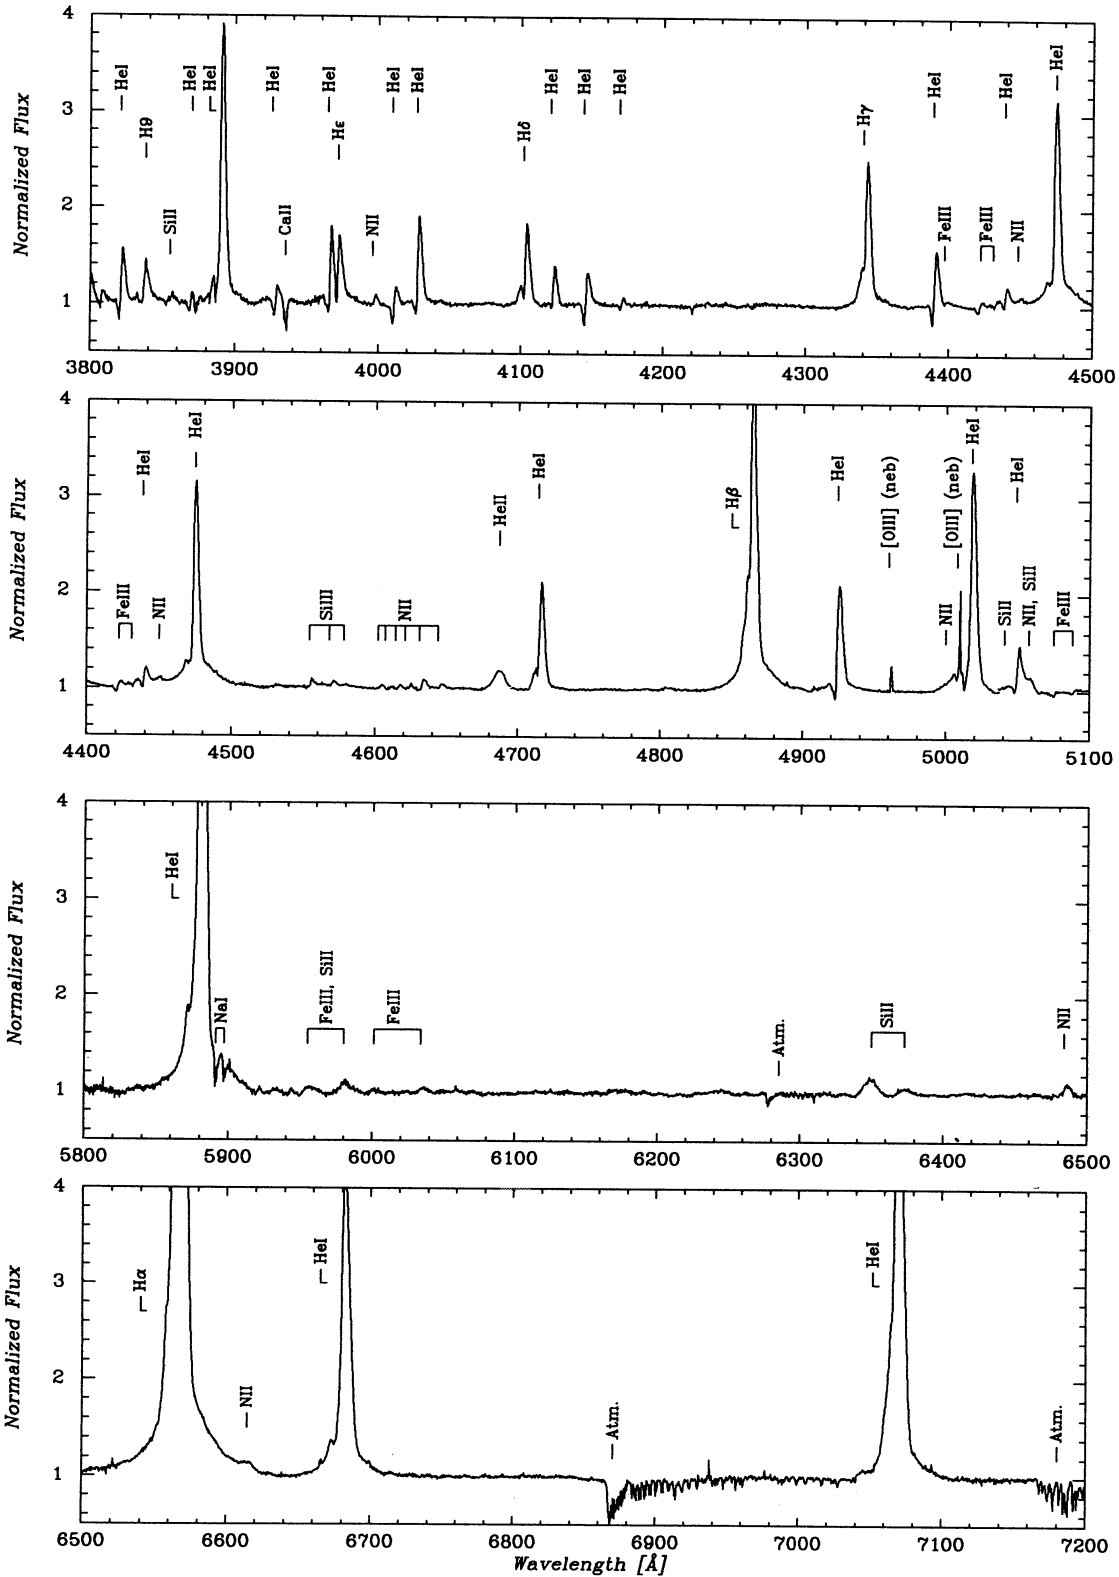 4
3
2
1
Normalized Flux
HeI
Hϑ
SiII
HeI
HeI
HeI
CaII
HeI
Hε
NII
HeI
HeI
Hδ
HeI
HeI
HeI
Hγ
HeI
FeIII
FeIII
HeI
NII
HeI
3800 3900 4000 4100 4200 4300 4400 4500
4
3
2
1
Normalized Flux
FeIII
HeI
NII
HeI
SiIII
NII
HeII
HeI
Hβ
HeI
[OIII] (neb)
NII
[OIII] (neb)
HeI
SiII
HeI
NII, SiII
FeIII
4400 4500 4600 4700 4800 4900 5000 5100
4
3
2
1
Normalized Flux
HeI
NaI
FeIII, SiII
FeIII
Atm.
SiII
NII
5800 5900 6000 6100 6200 6300 6400 6500
4
3
2
1
Normalized Flux
Hα
NII
HeI
Atm.
HeI
Atm.
6500 6600 6700 6800 6900 7000 7100 7200
Wavelength [Å]